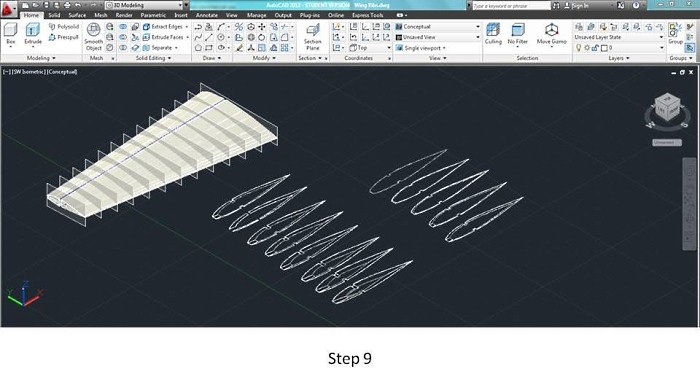 3D Modeling
AutoCAD 2013 - STUDENT VERSION Wing Ribs.dwg
Type a keyword or phrase
Sign In
Home Solid Surface Mesh Render Parametric Insert Annotate View Manage Output Plug-ins Online Express Tools
Box Extrude Presspull Smooth Object Extract Edges Extrude Faces Separate Section Plane Conceptual Unsaved View Top Single viewport Culling No Filter Move Gizmo Unsaved Layer State 0 Group
Modeling Mesh Solid Editing Draw Modify Section Coordinates View Selection Layers Groups
[−] [SW Isometric] [Conceptual]
Unnamed
Step 9